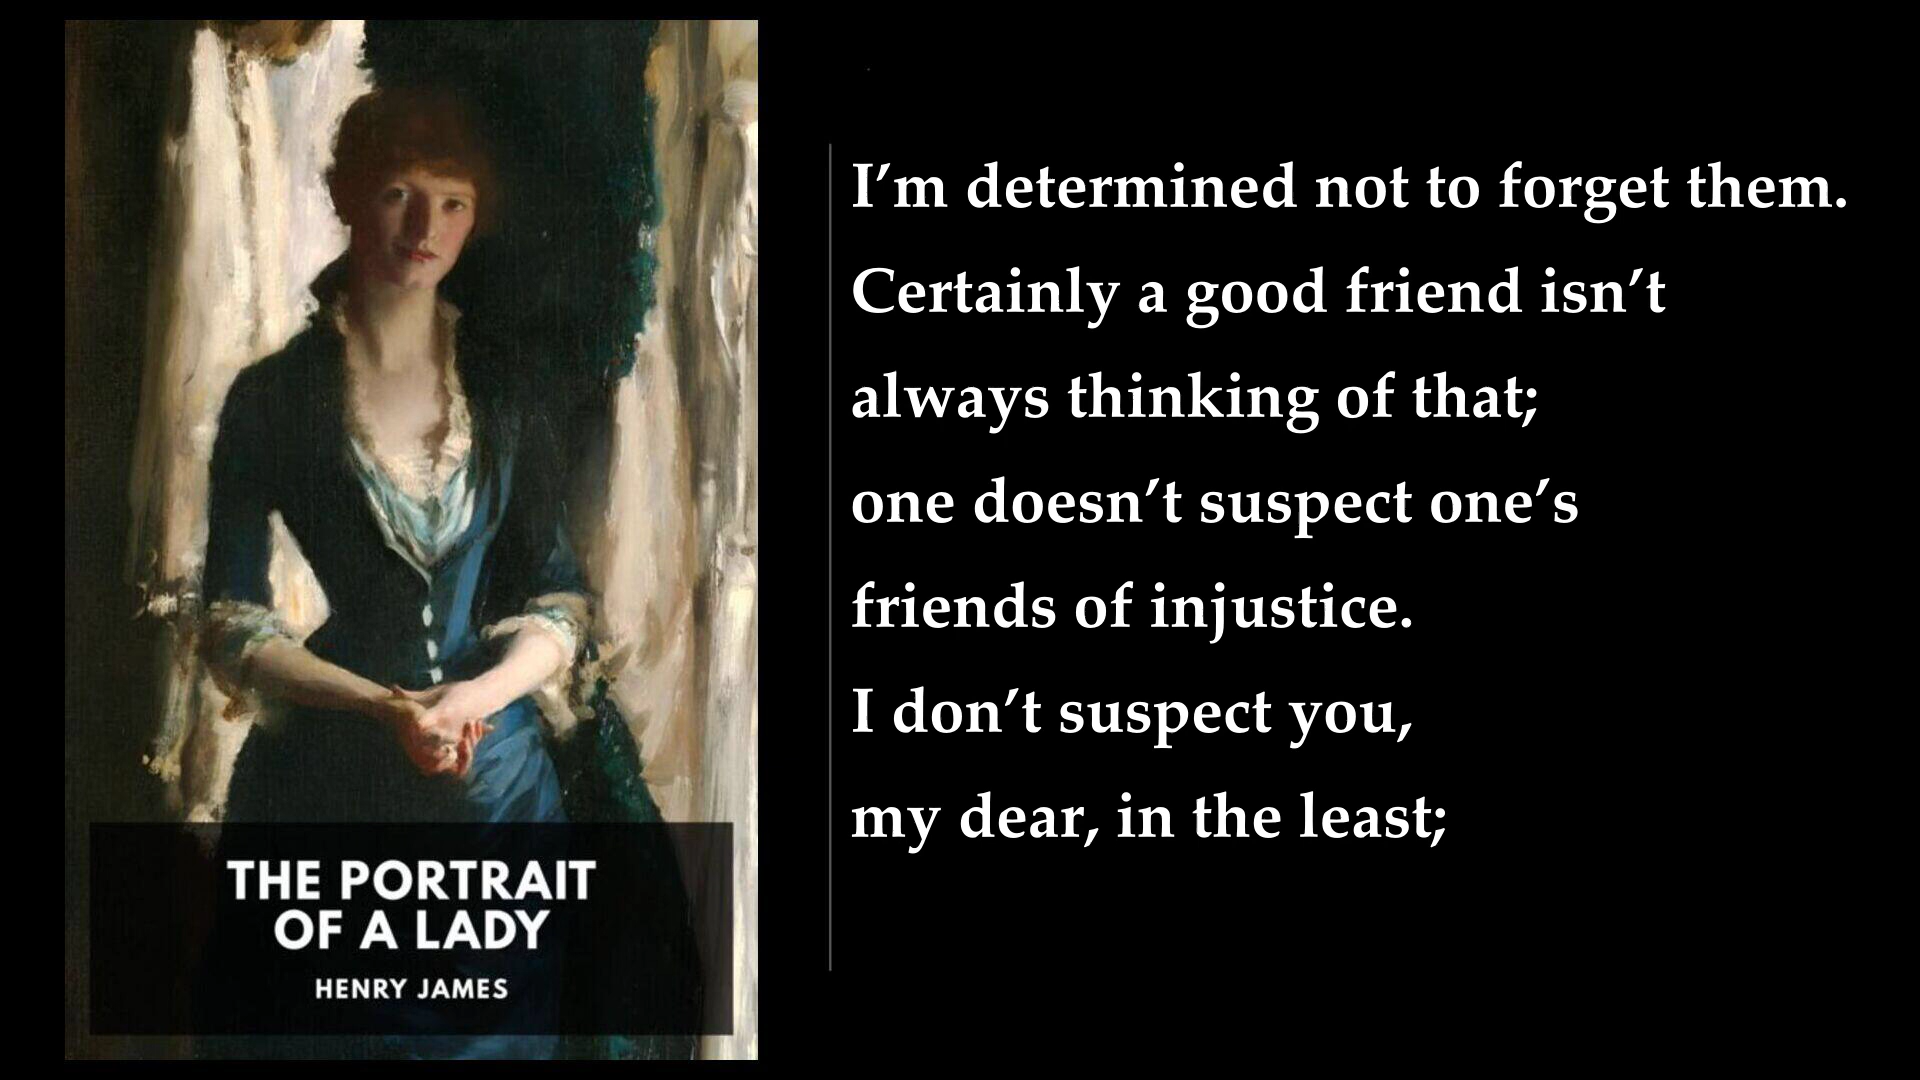 THE PORTRAIT
OF A LADY
HENRY JAMES
I’m determined not to forget them.
Certainly a good friend isn’t
always thinking of that;
one doesn’t suspect one’s
friends of injustice.
I don’t suspect you,
my dear, in the least;